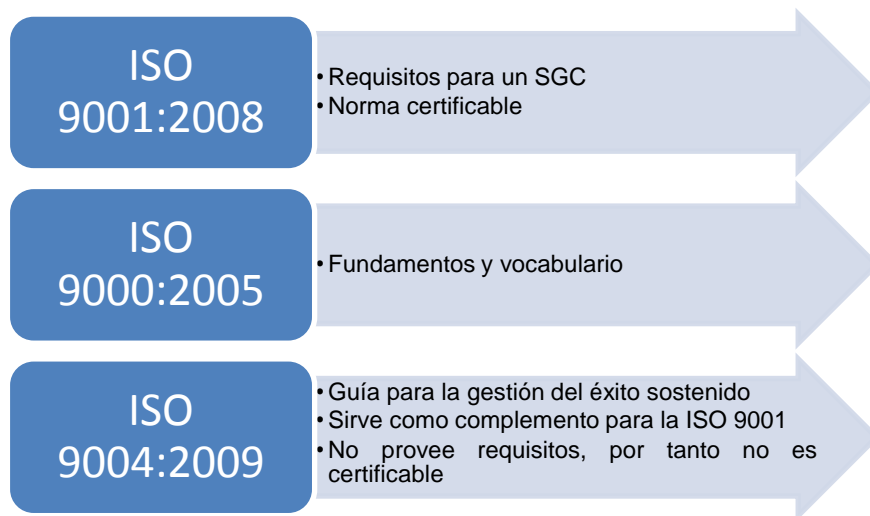 ISO
9001:2008
• Requisitos para un SGC
• Norma certificable
ISO
9000:2005
• Fundamentos y vocabulario
ISO
9004:2009
• Guía para la gestión del éxito sostenido
• Sirve como complemento para la ISO 9001
• No provee requisitos, por tanto no es
certificable